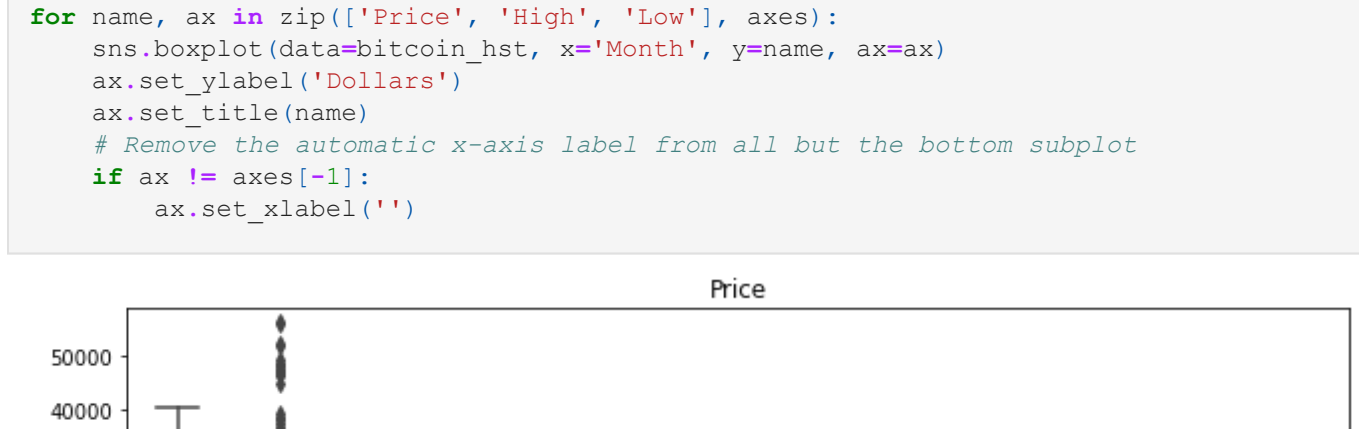 for name, ax in zip(['Price', 'High', 'Low'], axes):
    sns.boxplot(data=bitcoin_hst, x='Month', y=name, ax=ax)
    ax.set_ylabel('Dollars')
    ax.set_title(name)
    # Remove the automatic x-axis label from all but the bottom subplot
    if ax != axes[-1]:
        ax.set_xlabel('')
Price
50000
40000